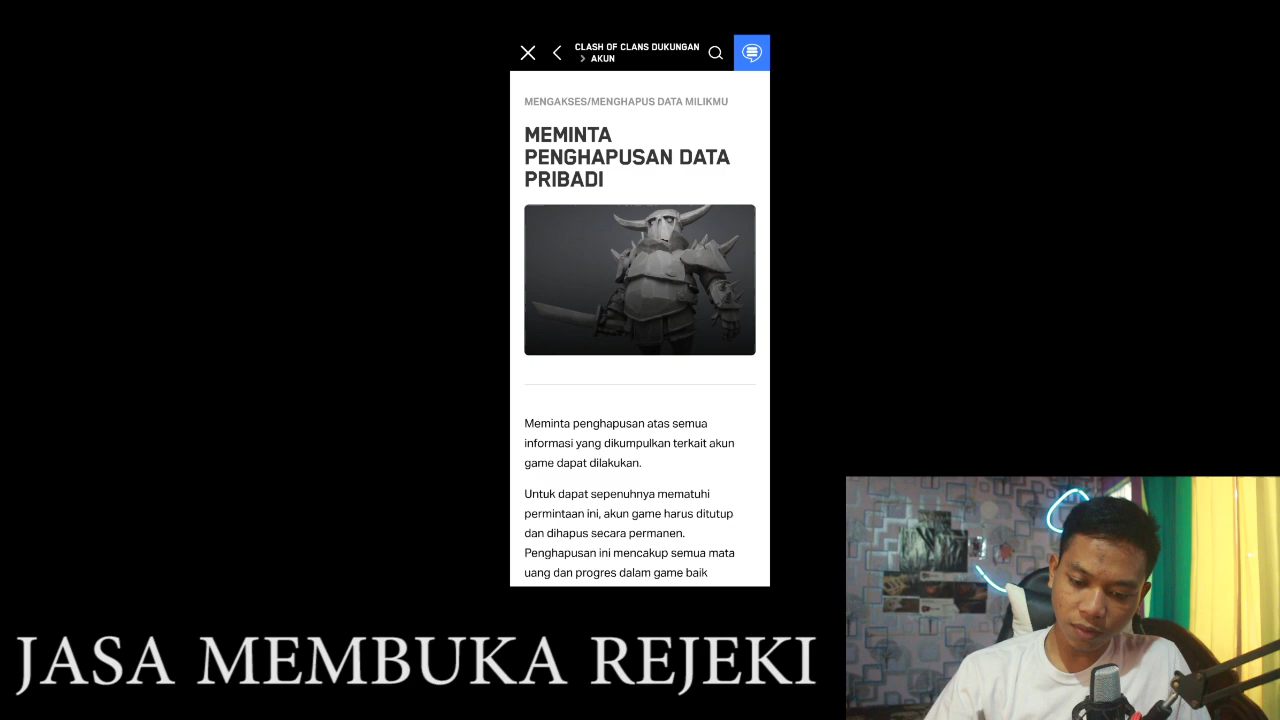 CLASH OF CLANS DUKUNGAN
> AKUN
MENGAKSES/MENGHAPUS DATA MILIKMU
MEMINTA
PENGHAPUSAN DATA
PRIBADI
Meminta penghapusan atas semua
informasi yang dikumpulkan terkait akun
game dapat dilakukan.
Untuk dapat sepenuhnya mematuhi
permintaan ini, akun game harus ditutup
dan dihapus secara permanen.
Penghapusan ini mencakup semua mata
uang dan progres dalam game baik
JASA MEMBUKA REJEKI